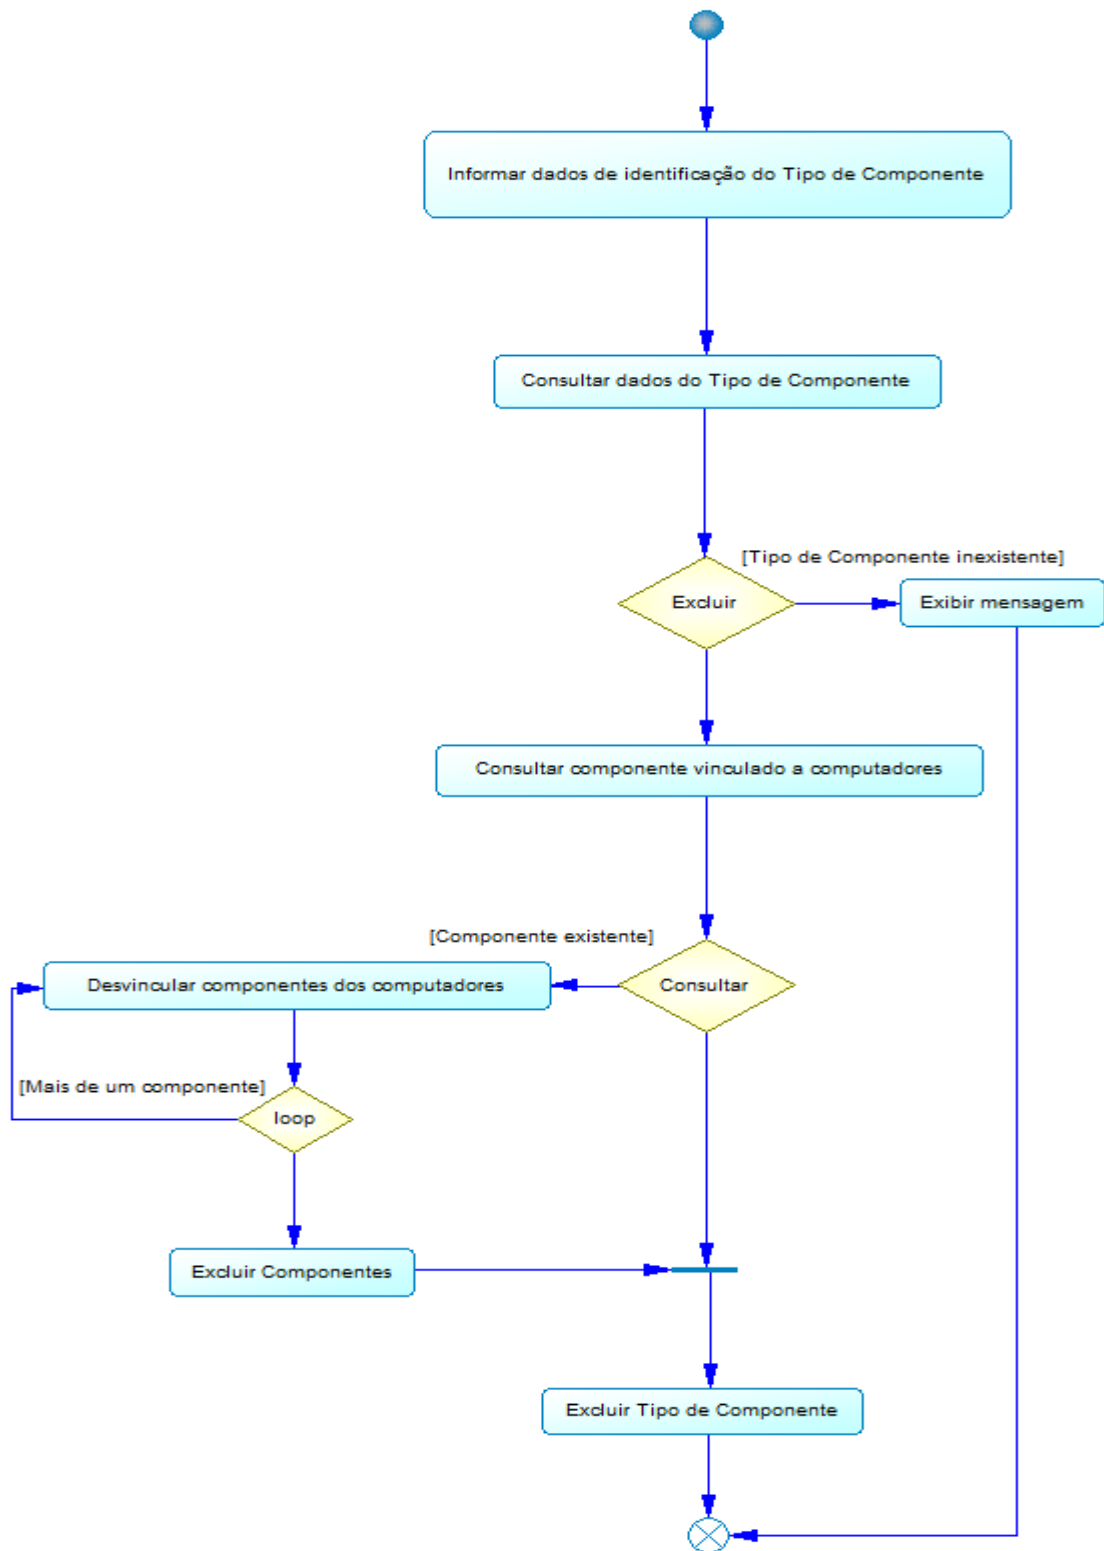 Informar dados de identificação do Tipo de Componente
Consultar dados do Tipo de Componente
[Tipo de Componente inexistente]
Excluir
Exibir mensagem
Consultar componente vinculado a computadores
[Componente existente]
Desvincular componentes dos computadores
Consultar
[Mais de um componente]
loop
Excluir Componentes
Excluir Tipo de Componente